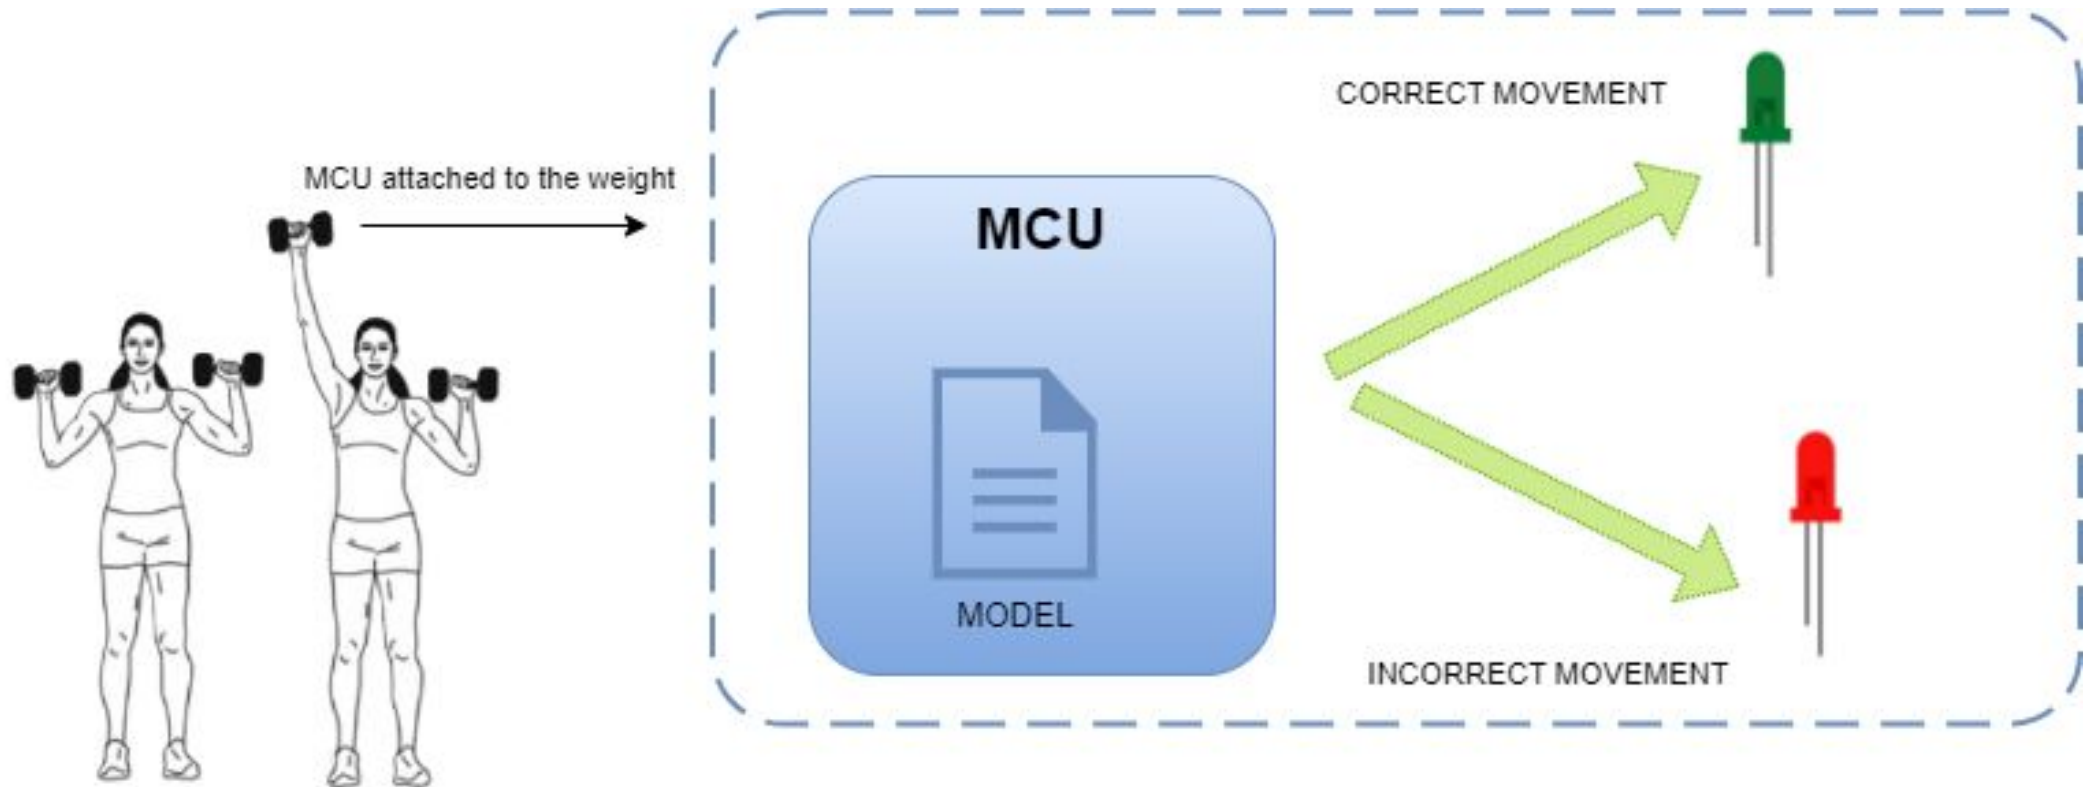 MCU attached to the weight
MCU
MODEL
CORRECT MOVEMENT
INCORRECT MOVEMENT